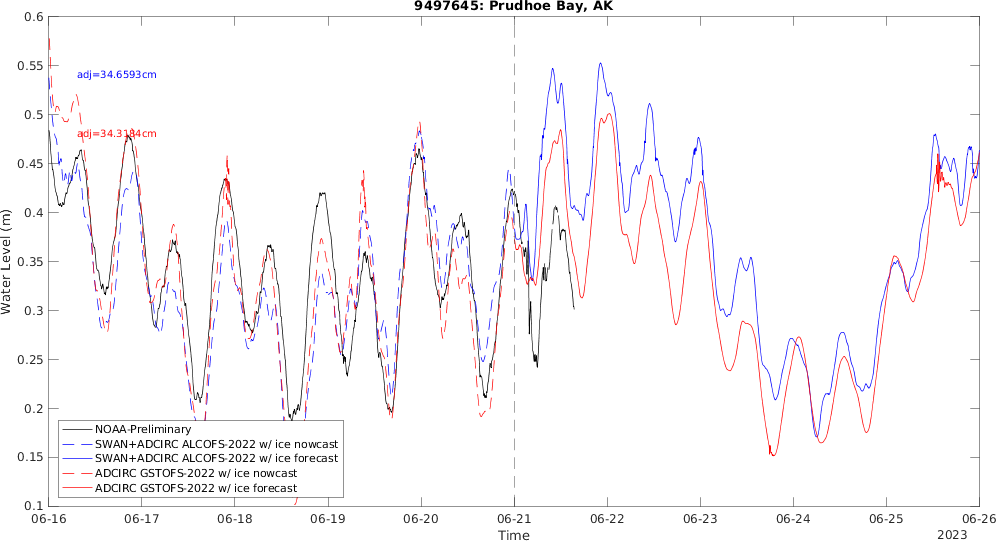 9497645: Prudhoe Bay, AK
0.6
0.55
0.5
0.45
0.4
0.35
0.3
0.25
0.2
0.15
0.1
Water Level (m)
adj=34.6593cm
adj=34.3184cm
NOAA-Preliminary
SWAN+ADCIRC ALCOFS-2022 w/ ice nowcast
SWAN+ADCIRC ALCOFS-2022 w/ ice forecast
ADCIRC GSTOFS-2022 w/ ice nowcast
ADCIRC GSTOFS-2022 w/ ice forecast
06-16 06-17 06-18 06-19 06-20 06-21 06-22 06-23 06-24 06-25 06-26
Time
2023